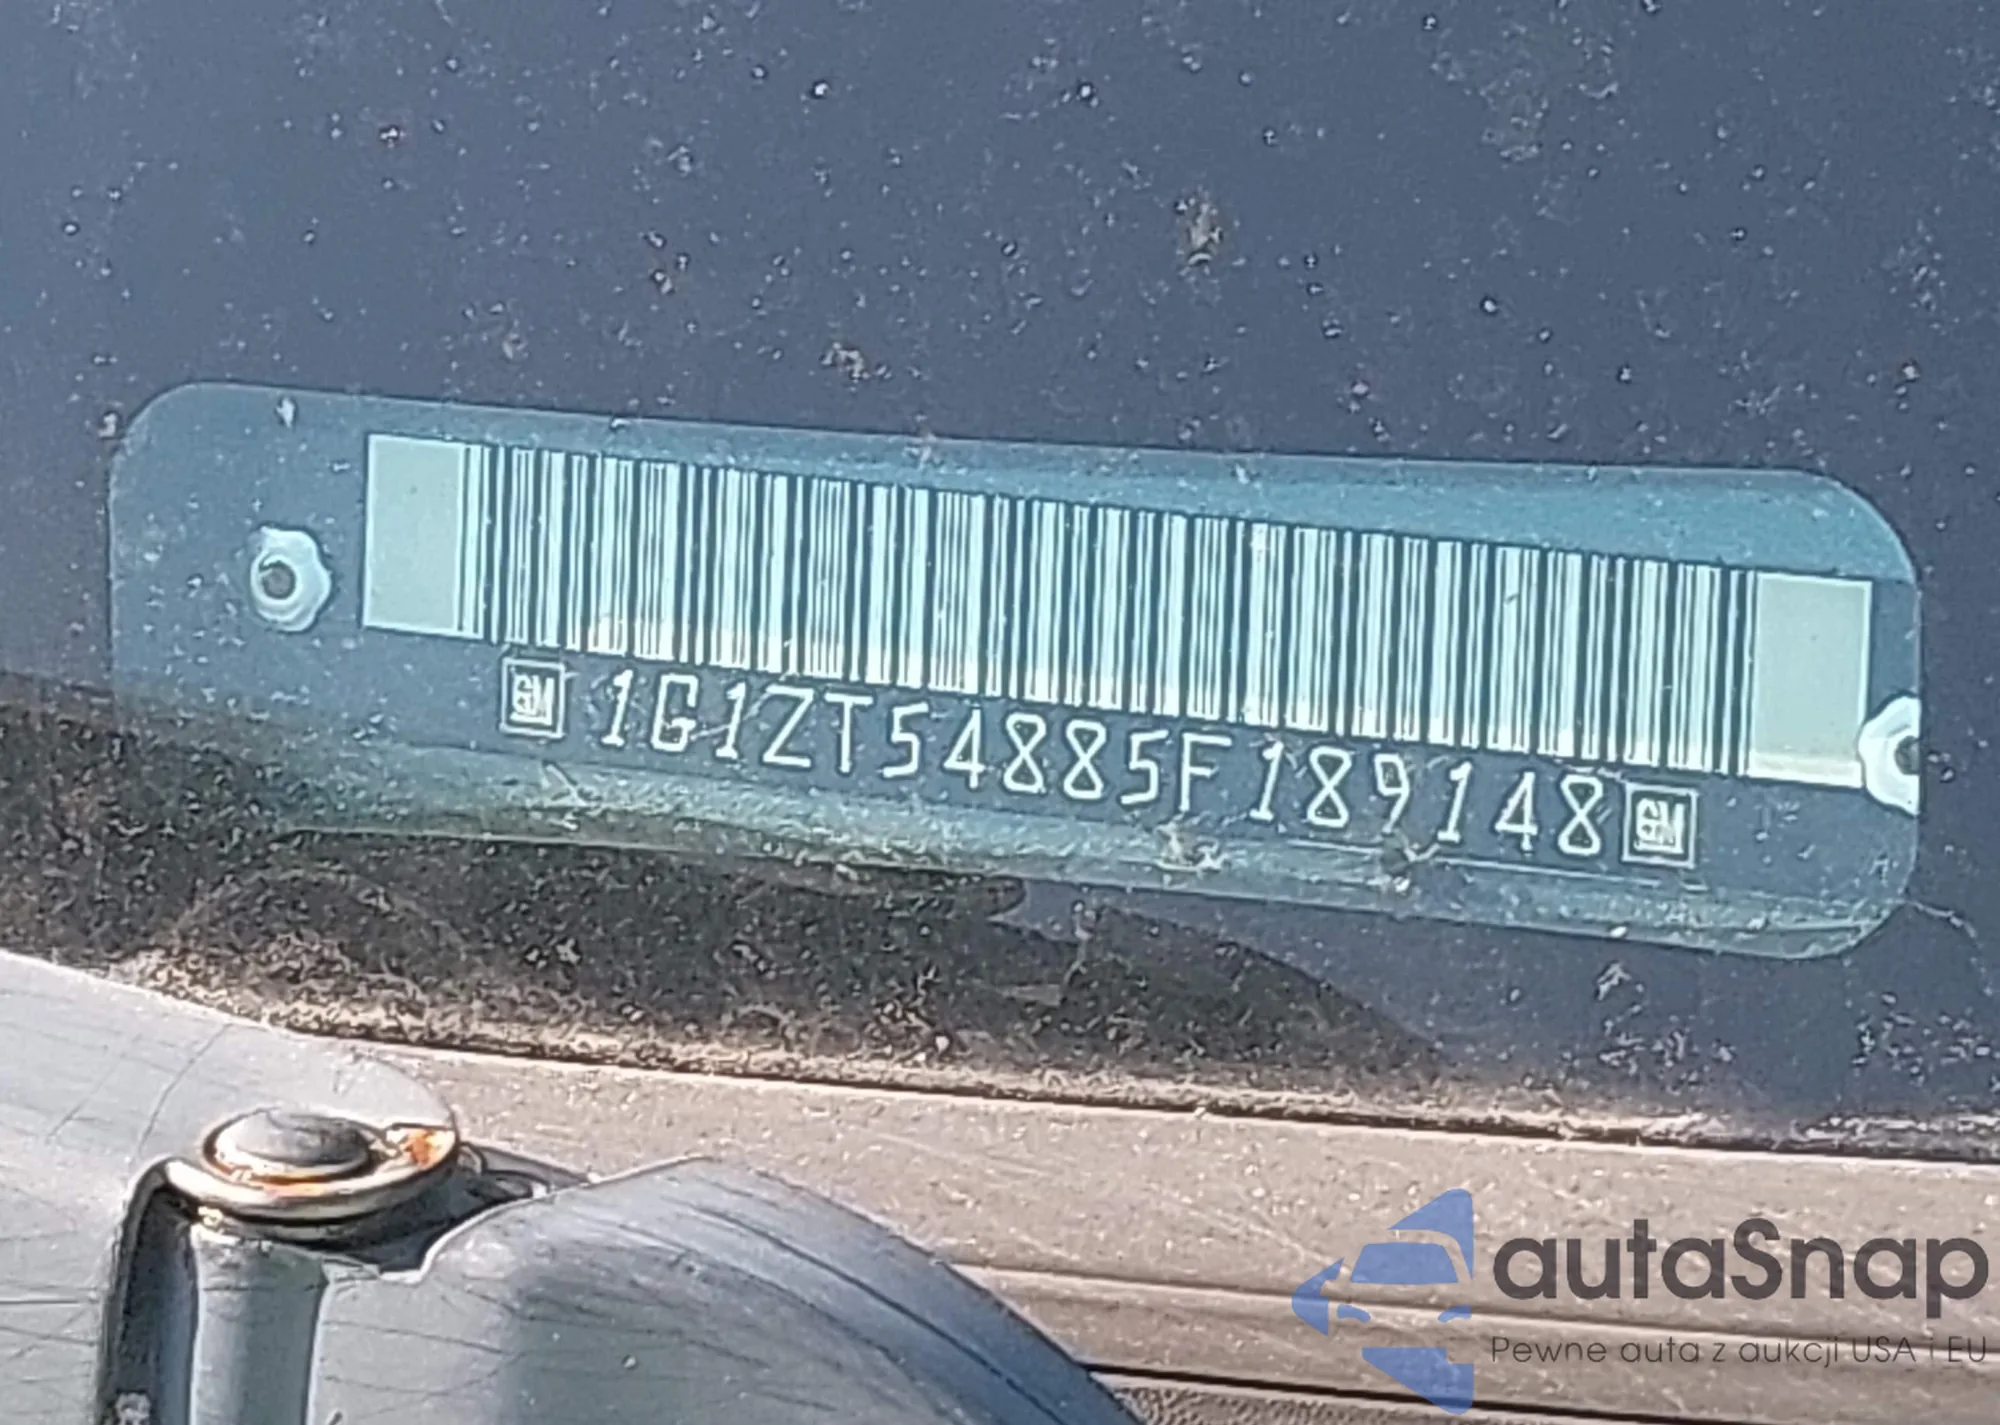 GM 1G1ZT54885F189148 GM
autaSnap
Pewne auta z aukcji USA i EU